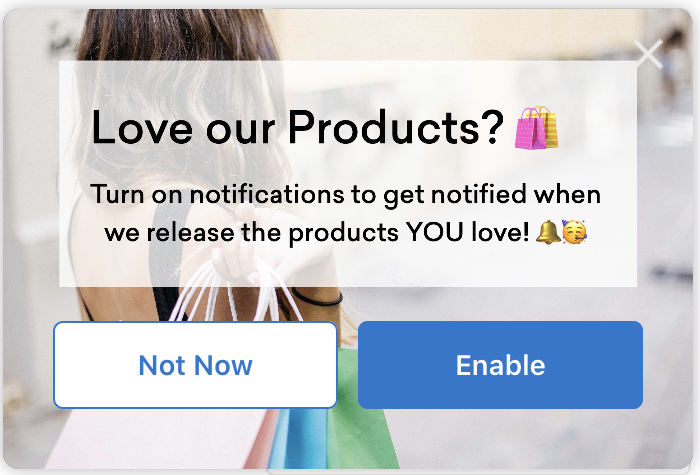 Love our Products? 🛍️
Turn on notifications to get notified when
we release the products YOU love! 🔔🥳
Not Now
Enable